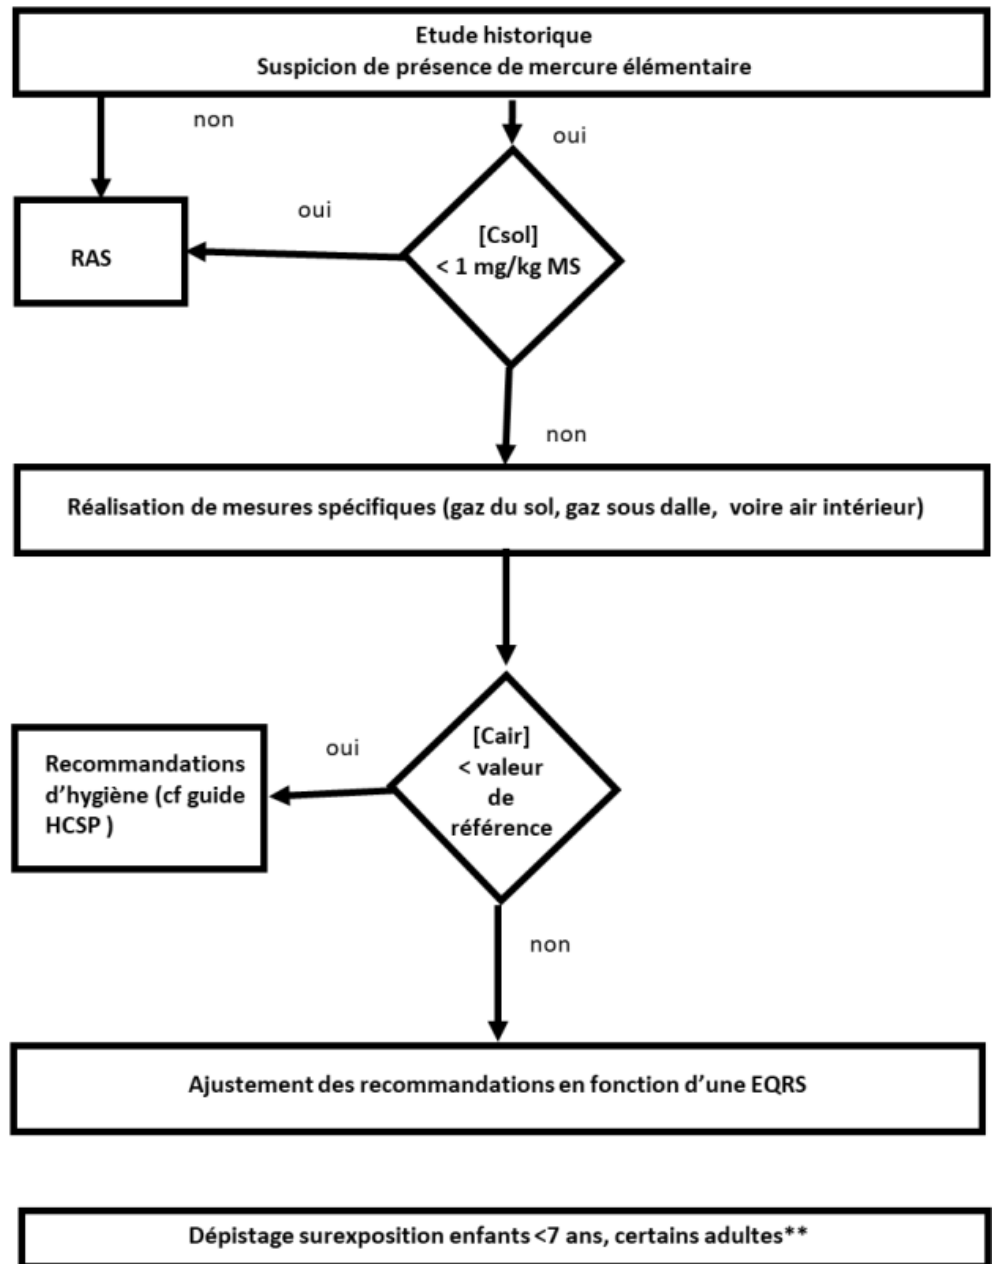 Etude historique
Suspicion de présence de mercure élémentaire
non
oui
oui
[Csol]
< 1 mg/kg MS
RAS
non
Réalisation de mesures spécifiques (gaz du sol, gaz sous dalle, voire air intérieur)
[Cair]
< valeur
de
référence
oui
Recommandations
d’hygiène (cf guide
HCSP )
non
Ajustement des recommandations en fonction d’une EQRS
Dépistage surexposition enfants <7 ans, certains adultes**